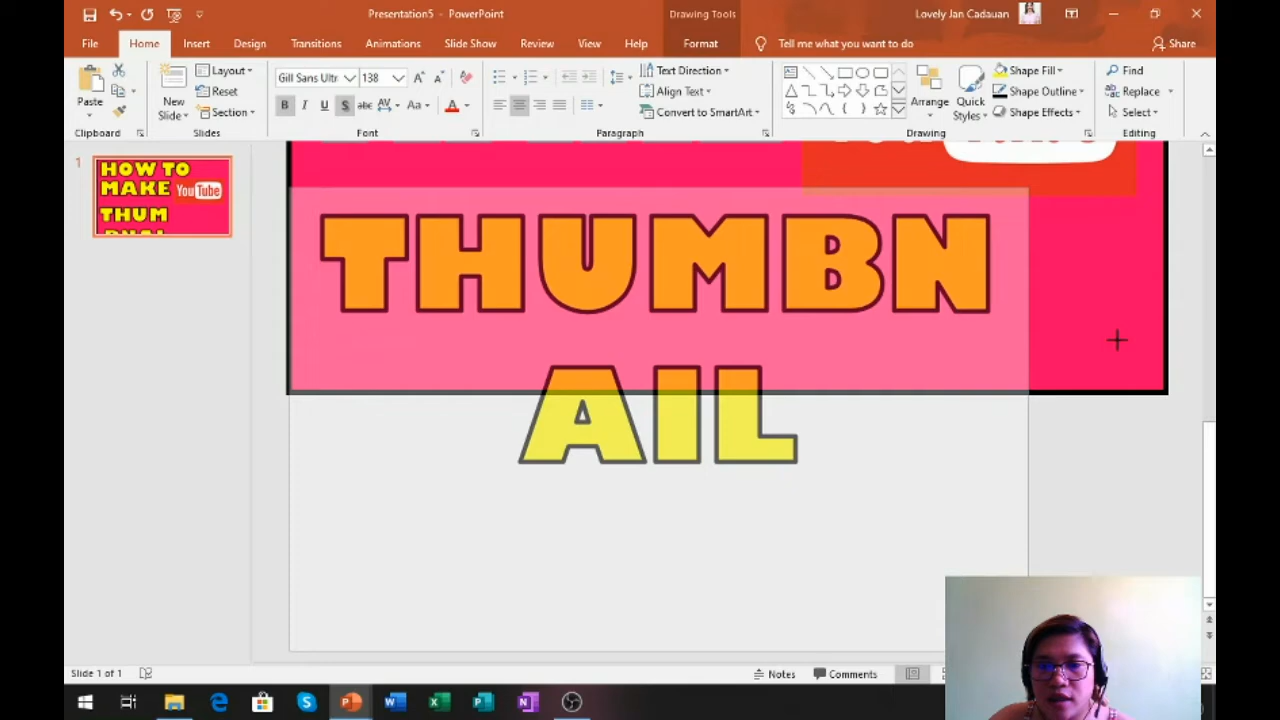 Presentation5 - PowerPoint
Drawing Tools
Lovely Jan Cadauan
File
Home
Insert
Design
Transitions
Animations
Slide Show
Review
View
Help
Format
Tell me what you want to do
Share
Paste
Clipboard
New
Slide
Layout
Reset
Section
Slides
Gill Sans Ultr
138
B
I
U
S
abc
AV
Aa
A
Font
Text Direction
Align Text
Convert to SmartArt
Paragraph
Arrange
Quick
Styles
Shape Fill
Shape Outline
Shape Effects
Drawing
Find
Replace
Select
Editing
1
HOW TO
MAKE
YouTube
THUM
THUMBN
AIL
Slide 1 of 1
Notes
Comments